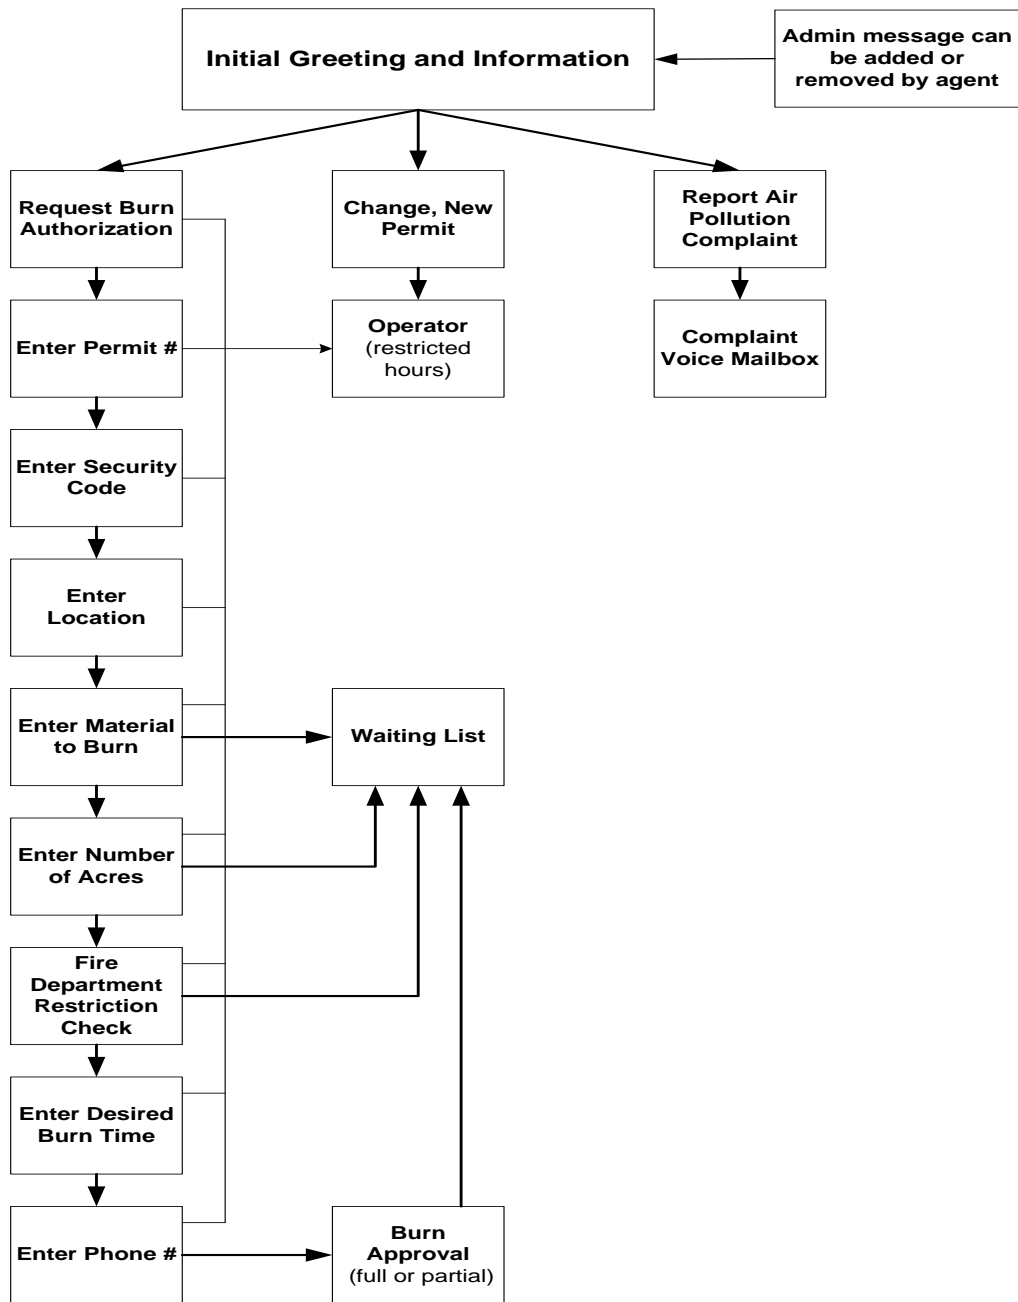 Initial Greeting and Information
Admin message can
be added or
removed by agent
Request Burn
Authorization
Change, New
Permit
Report Air
Pollution
Complaint
Enter Permit #
Operator
(restricted
hours)
Complaint
Voice Mailbox
Enter Security
Code
Enter
Location
Enter Material
to Burn
Waiting List
Enter Number
of Acres
Fire
Department
Restriction
Check
Enter Desired
Burn Time
Enter Phone #
Burn
Approval
(full or partial)